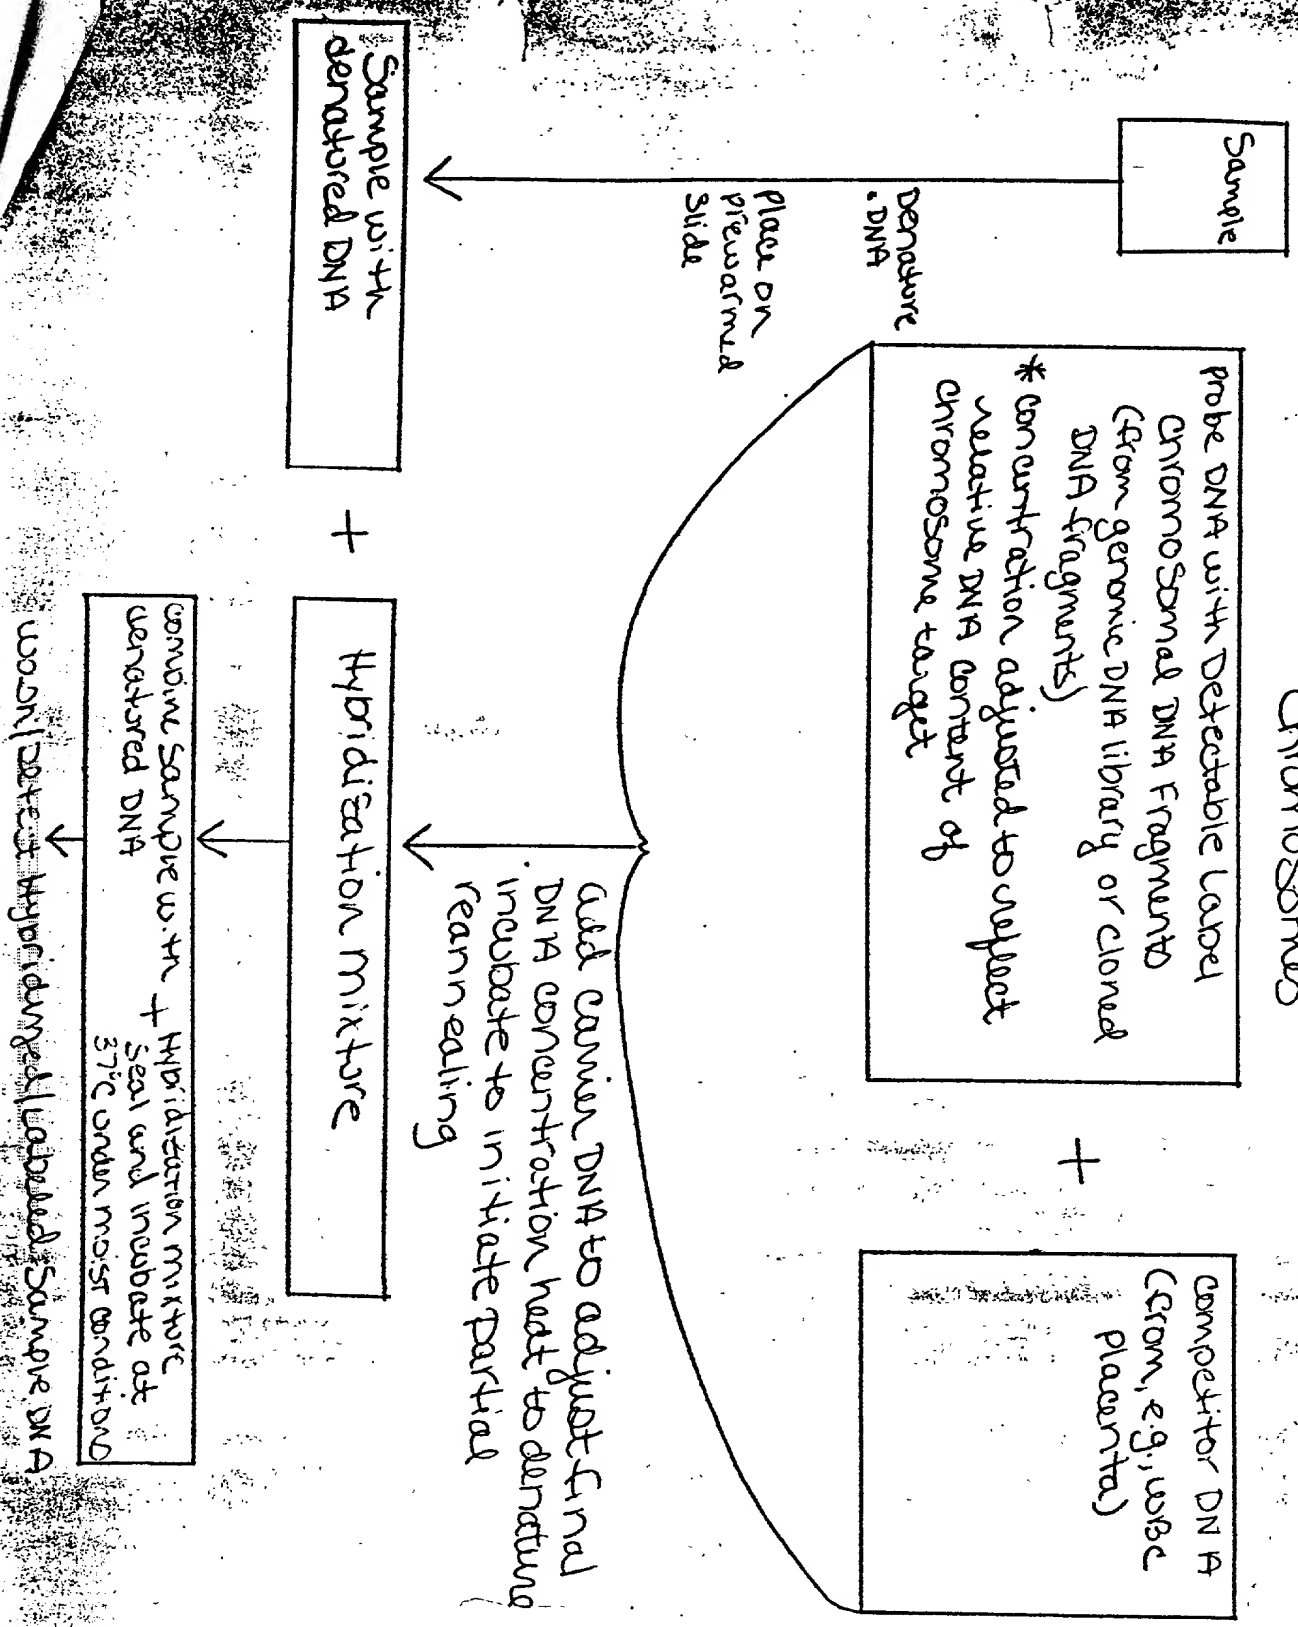 Chromosomes
Sample
Denature
DNA
Place on
prewarmed
slide
Sample with
denatured DNA
+
probe DNA with Detectable Label
Chromosomal DNA Fragments
(from genomic DNA library or cloned
DNA fragments)
* concentration adjusted to reflect
relative DNA content of
chromosome target
+
Competitor DNA
(from, e.g., WBC
Placenta)
add carrier DNA to adjust final
DNA concentration heat to denature
incubate to initiate partial
reannealing
Hybridization mixture
combine Sample with + Hybridization mixture
denatured DNA
Seal and incubate at
37°C under moist conditions
wash/Detect Hybridized/Labeled Sample DNA